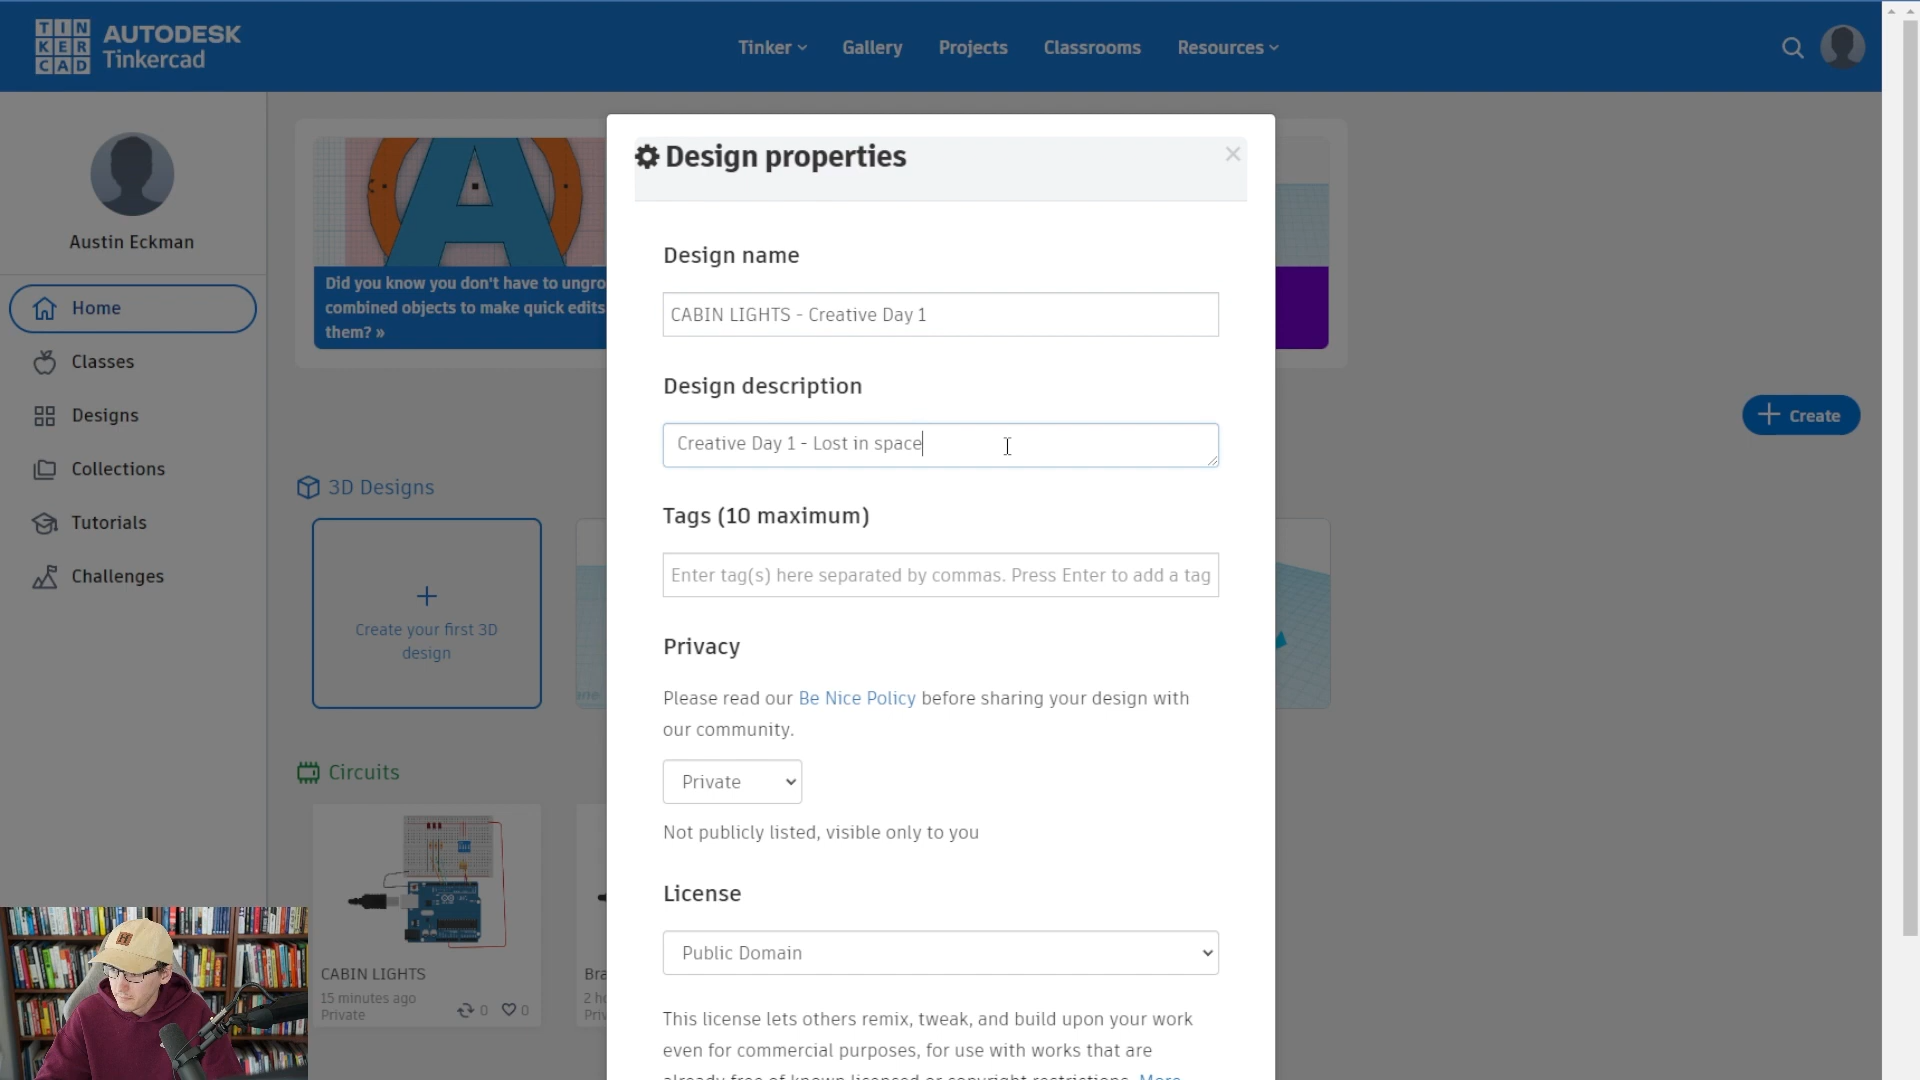 TINKERCAD
AUTODESK
Tinkercad
Tinker
Gallery
Projects
Classrooms
Resources
Austin Eckman
Home
Classes
Designs
Collections
Tutorials
Challenges
Did you know you don't have to ungro
combined objects to make quick edits
them? »
Create
3D Designs
Create your first 3D
design
Circuits
CABIN LIGHTS
15 minutes ago
Private
0
0
Bra
2 ho
Priv
Design properties
Design name
CABIN LIGHTS - Creative Day 1
Design description
Creative Day 1 - Lost in space
Tags (10 maximum)
Enter tag(s) here separated by commas. Press Enter to add a tag
Privacy
Please read our Be Nice Policy before sharing your design with
our community.
Private
Not publicly listed, visible only to you
License
Public Domain
This license lets others remix, tweak, and build upon your work
even for commercial purposes, for use with works that are
already free of known licensed or copyright restrictions. More